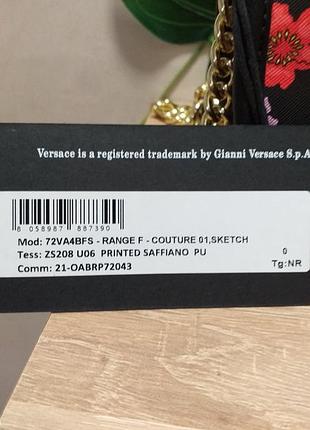 Versace is a registered trademark by Gianni Versace S.p.A
8 058987 887390
Mod: 72VA4BFS - RANGE F - COUTURE 01,SKETCH
Tess: ZS208 U06 PRINTED SAFFIANO PU 0
Comm: 21-OABRP72043 Tg:NR